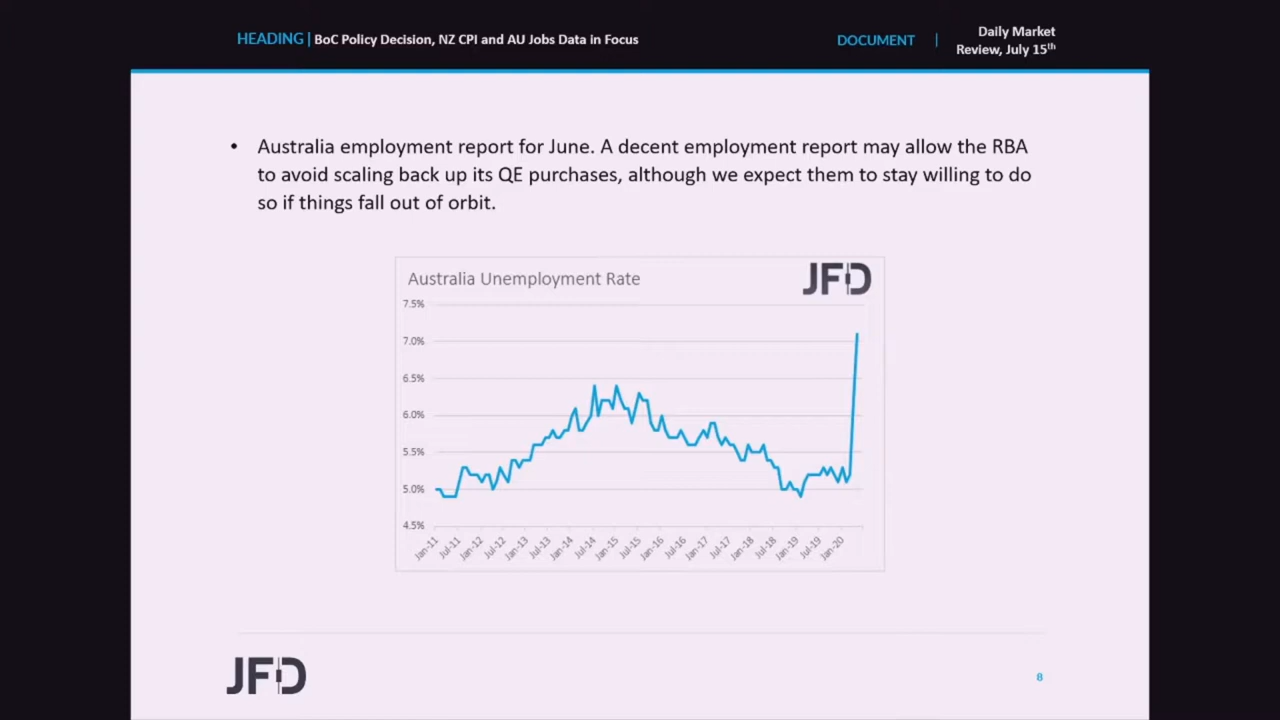 HEADING | BoC Policy Decision, NZ CPI and AU Jobs Data in Focus
DOCUMENT | Daily Market
Review, July 15th
• Australia employment report for June. A decent employment report may allow the RBA
to avoid scaling back up its QE purchases, although we expect them to stay willing to do
so if things fall out of orbit.
Australia Unemployment Rate
JFD
7.5%
7.0%
6.5%
6.0%
5.5%
5.0%
4.5%
Jan-11 Jul-11 Jan-12 Jul-12 Jan-13 Jul-13 Jan-14 Jul-14 Jan-15 Jul-15 Jan-16 Jul-16 Jan-17 Jul-17 Jan-18 Jul-18 Jan-19 Jul-19 Jan-20
JFD
8